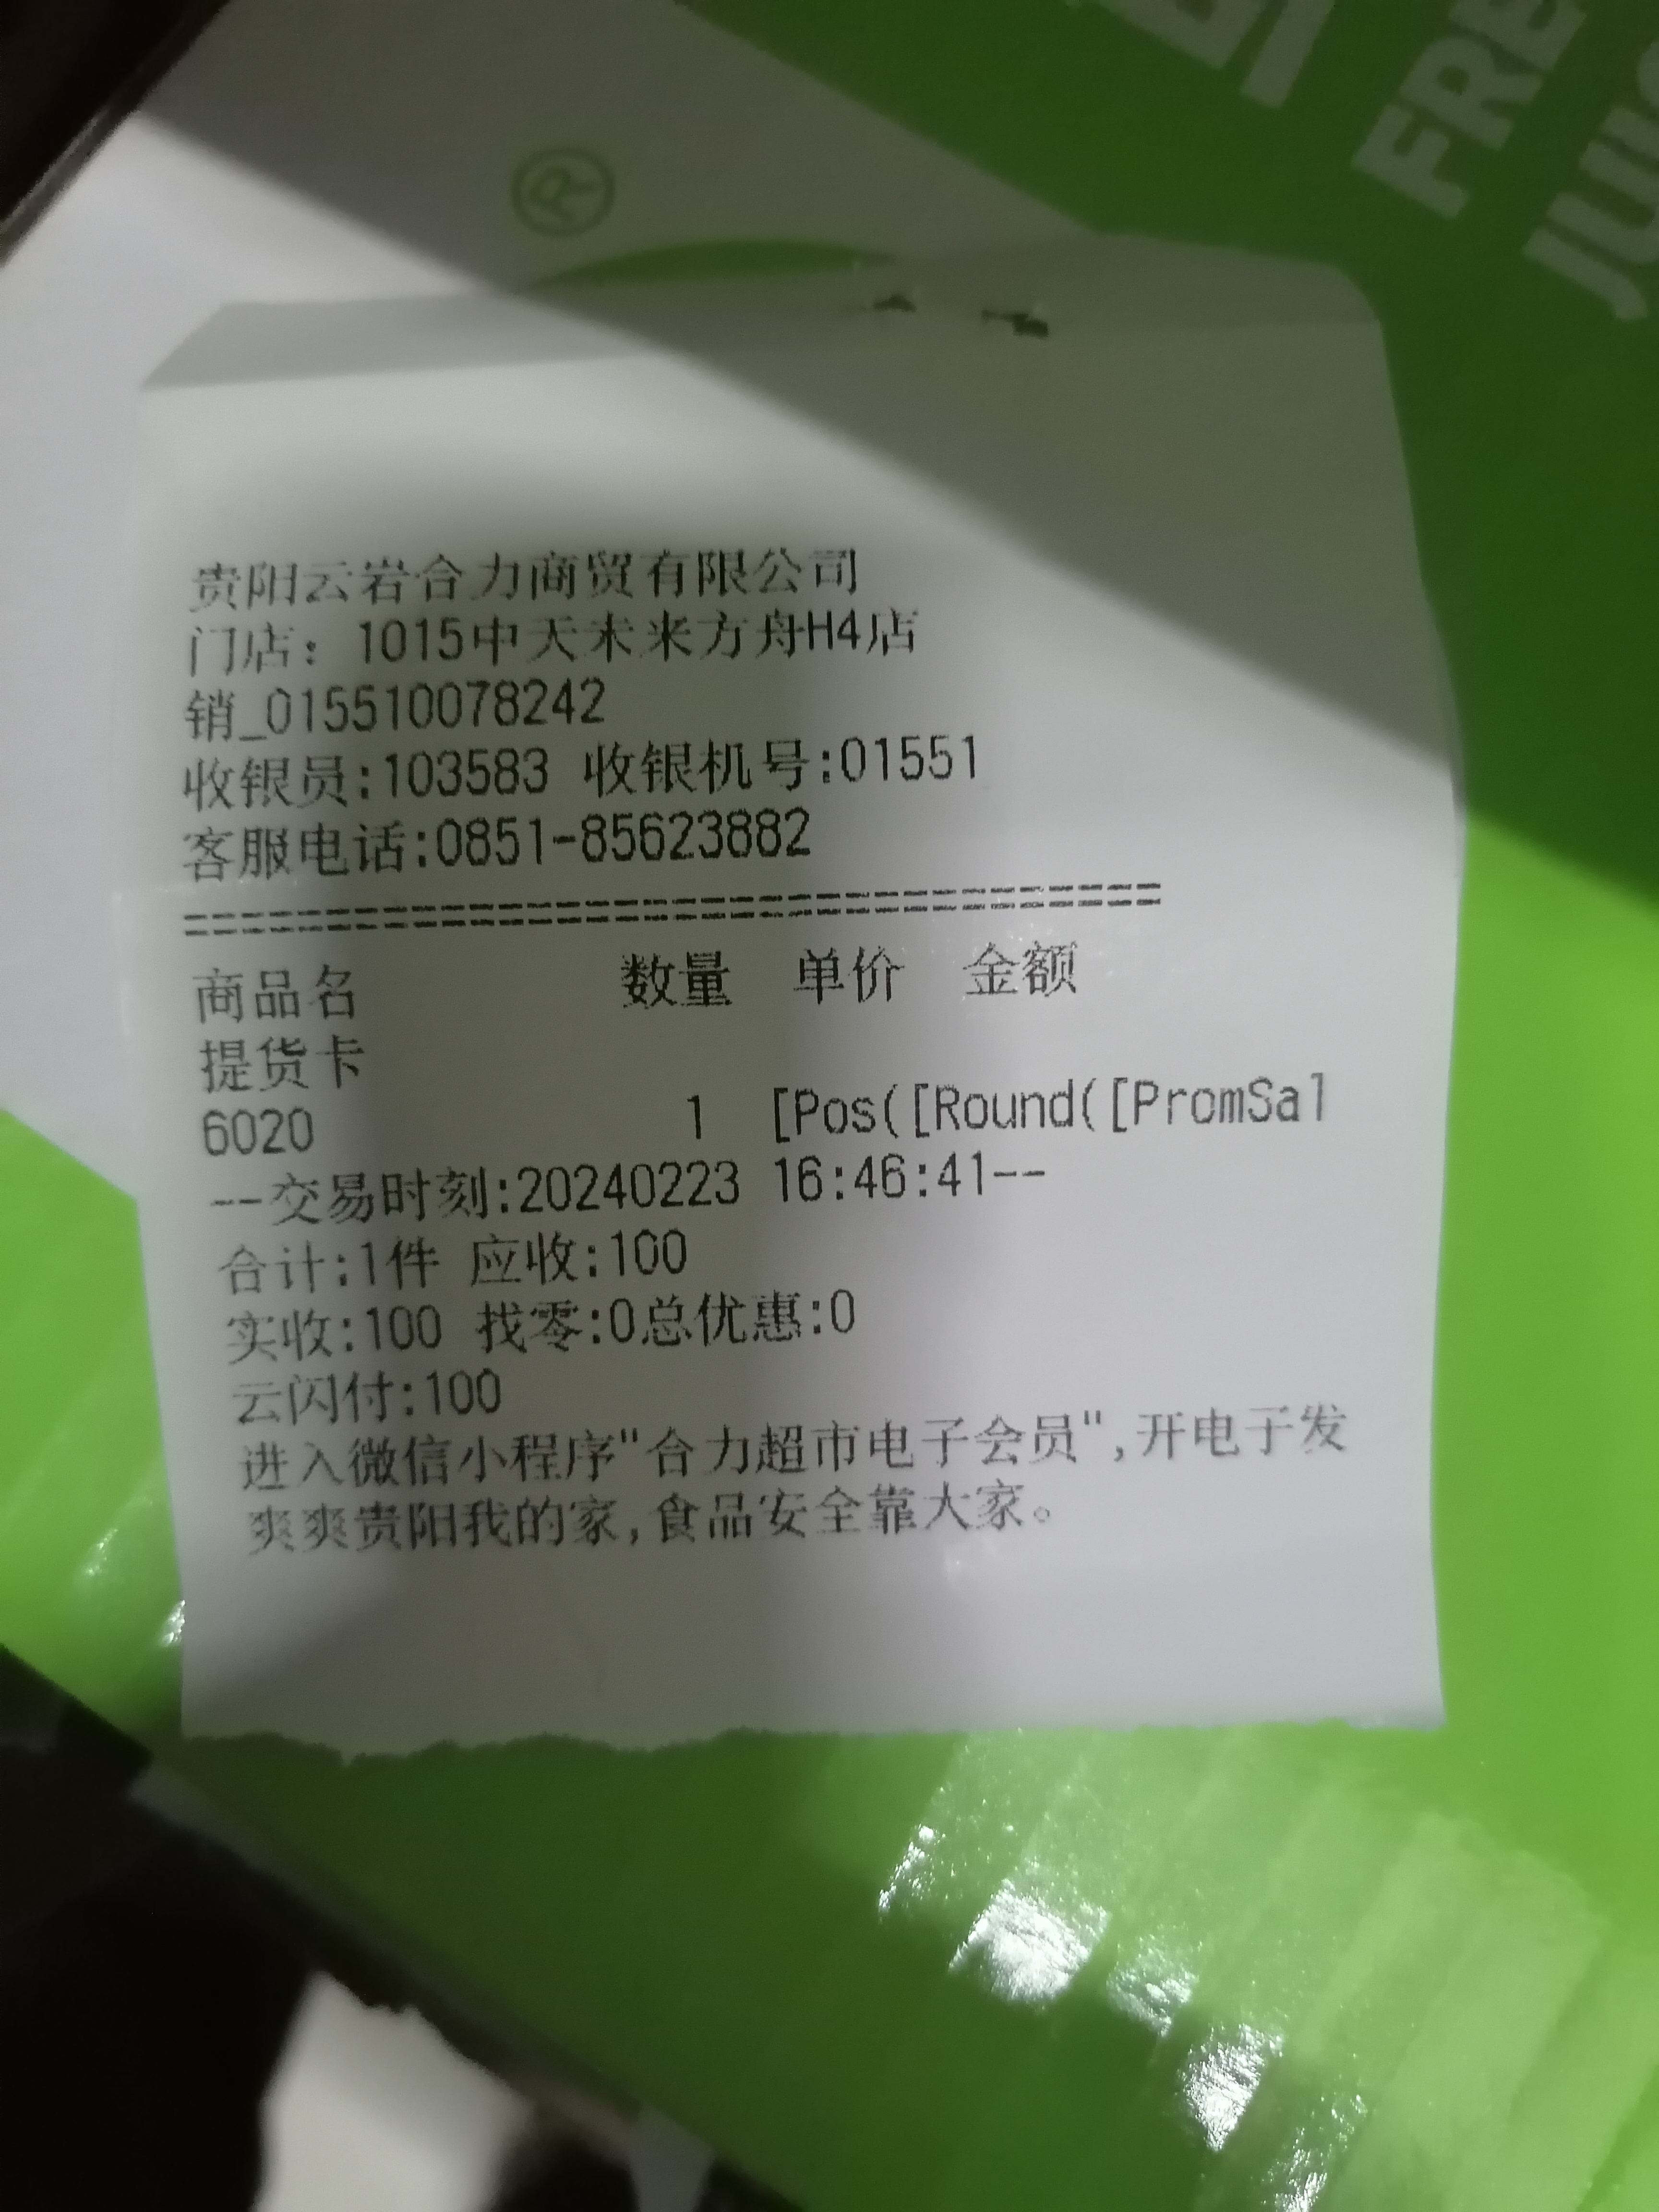 FRE
JUIC
®
贵阳云岩合力商贸有限公司
门店：1015中天未来方舟H4店
销_015510078242
收银员:103583 收银机号:01551
客服电话:0851-85623882
==================================
商品名 数量 单价 金额
提货卡
6020 1 [Pos([Round([PromSal
--交易时刻:20240223 16:46:41--
合计:1件 应收:100
实收:100 找零:0总优惠:0
云闪付:100
进入微信小程序"合力超市电子会员",开电子发
爽爽贵阳我的家,食品安全靠大家。